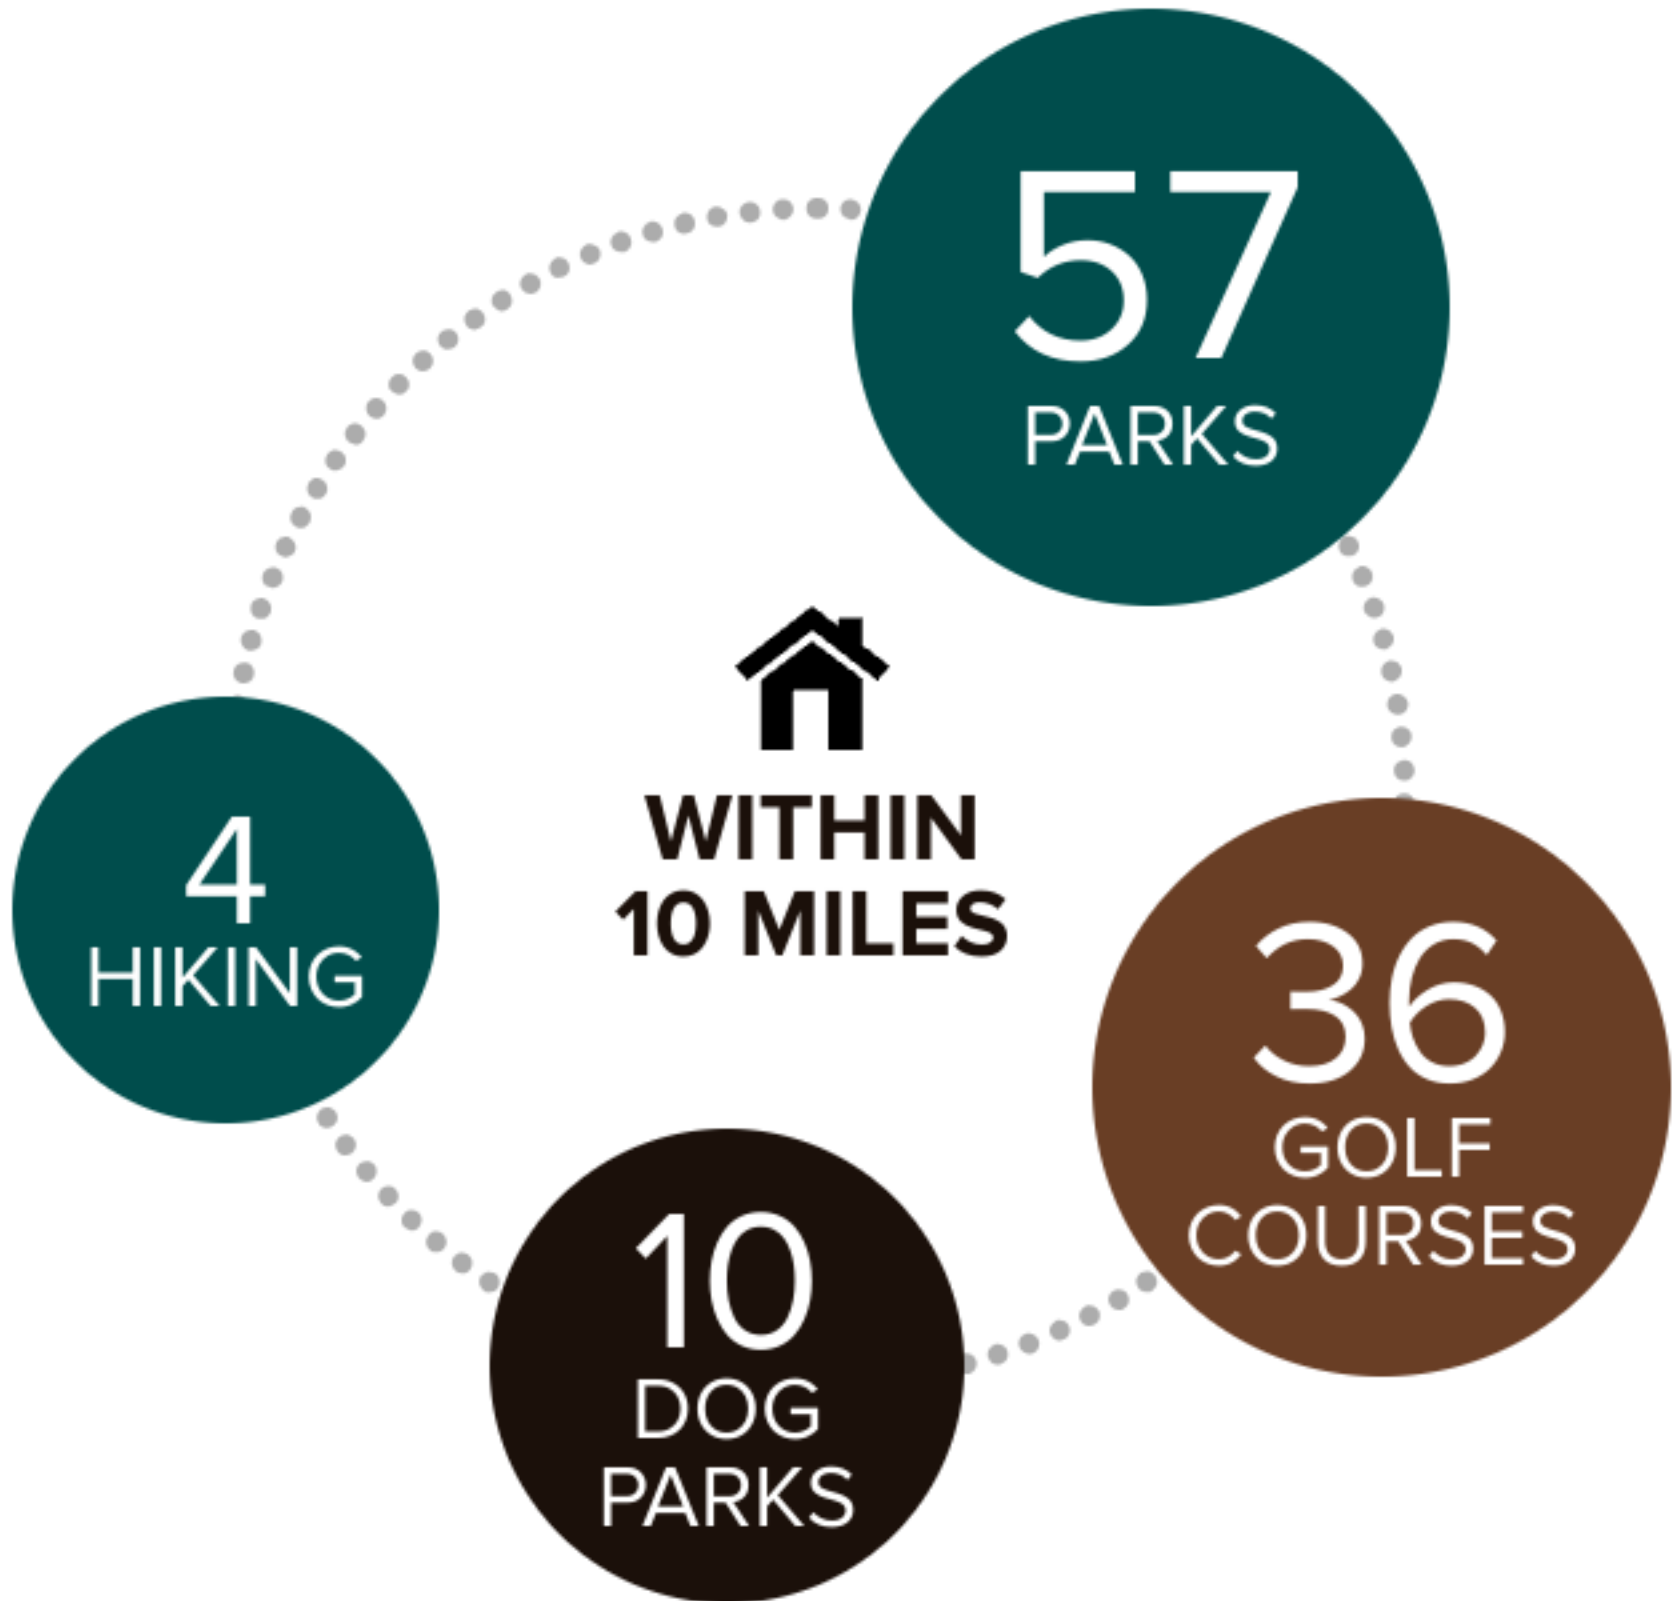 57
PARKS
WITHIN
10 MILES
4
HIKING
36
GOLF
COURSES
10
DOG
PARKS